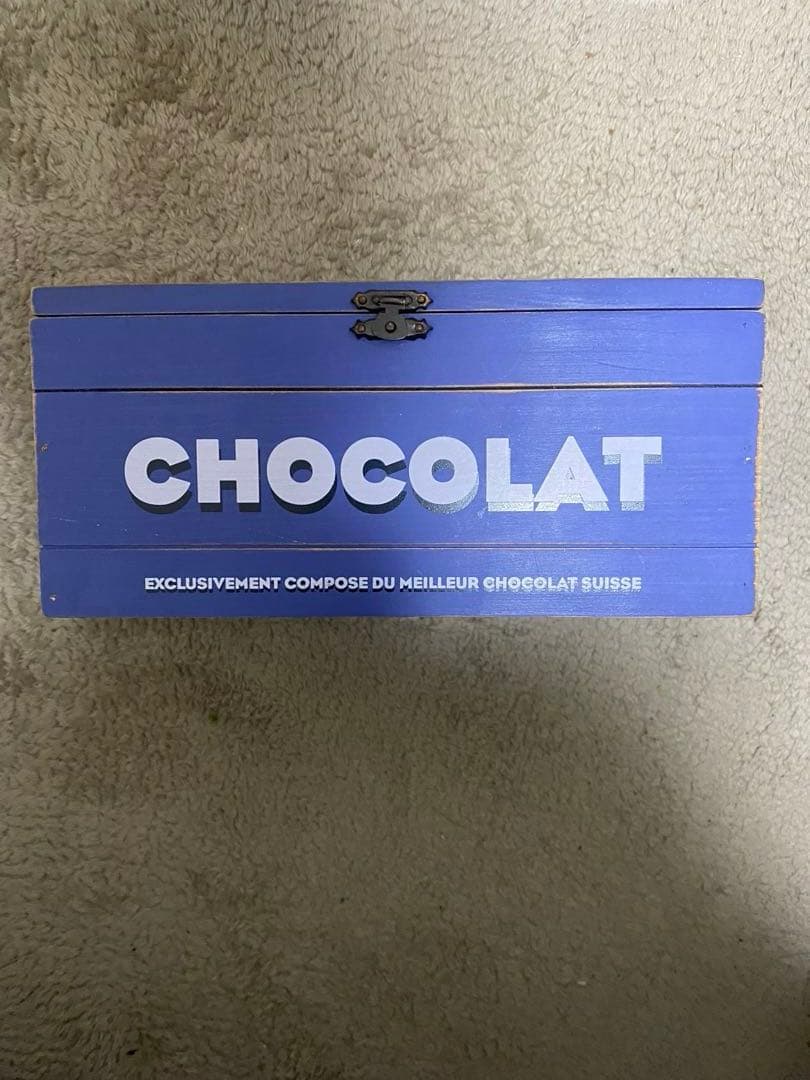 CHOCOLAT
EXCLUSIVEMENT COMPOSE DU MEILLEUR CHOCOLAT SUISSE